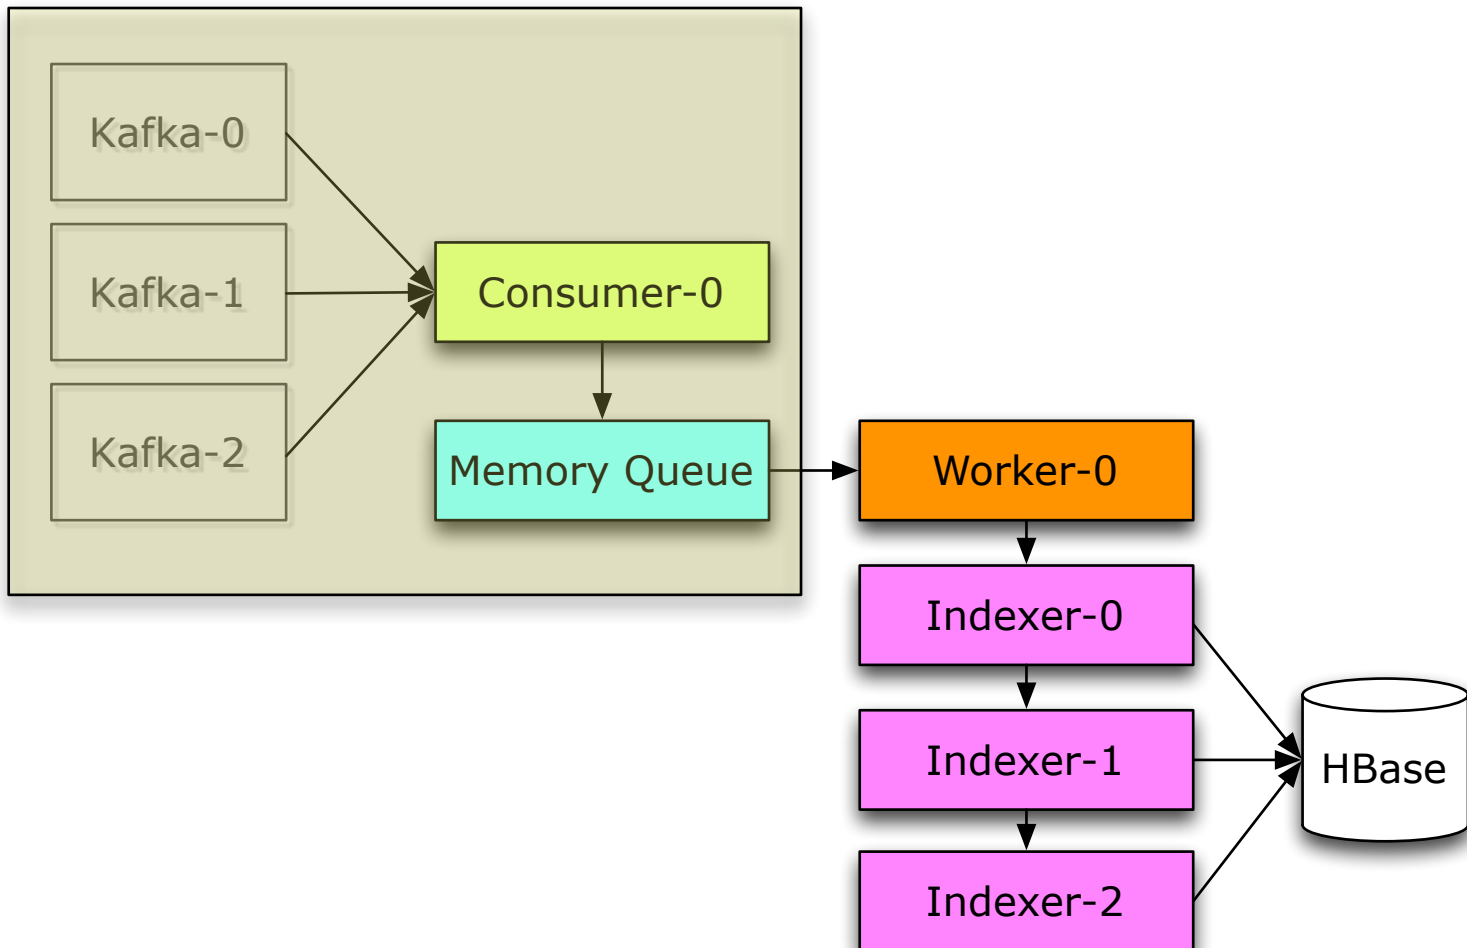 Kafka-0
Kafka-1
Consumer-0
Kafka-2
Memory Queue
Worker-0
Indexer-0
Indexer-1
HBase
Indexer-2